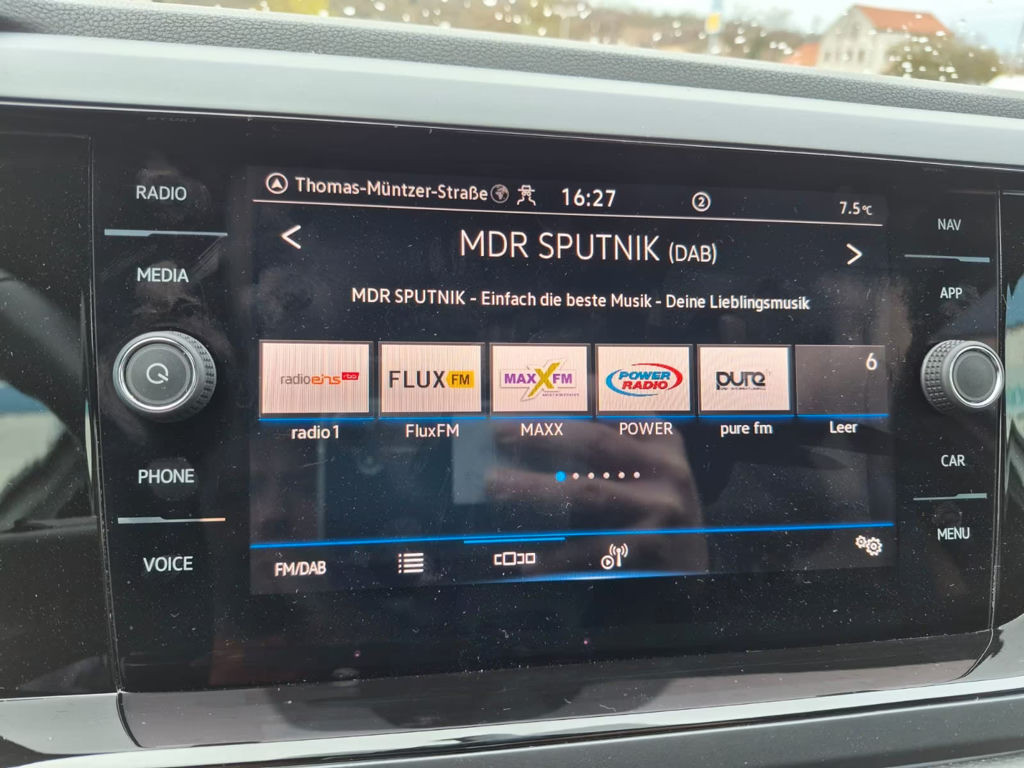 RADIO
MEDIA
PHONE
VOICE
Thomas-Müntzer-Straße 16:27 2 7.5°C
< MDR SPUTNIK (DAB) >
MDR SPUTNIK - Einfach die beste Musik - Deine Lieblingsmusik
radioeins rbb FLUX FM MAXX FM POWER RADIO pure 6
radio1 FluxFM MAXX POWER pure fm Leer
FM/DAB
NAV
APP
CAR
MENU